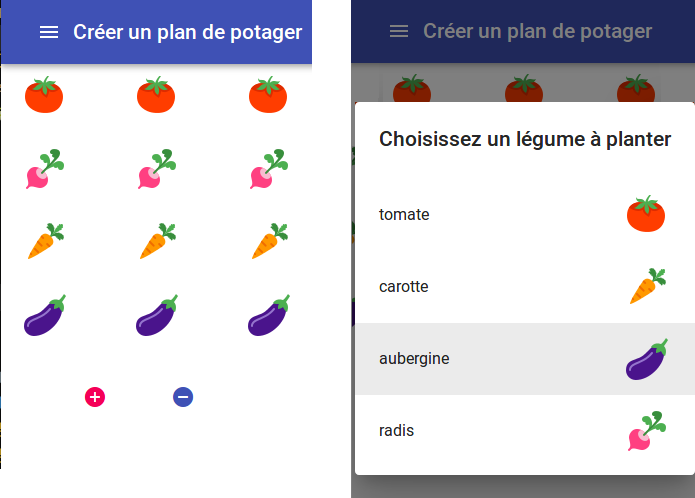 Créer un plan de potager
Créer un plan de potager
Choisissez un légume à planter
tomate
carotte
aubergine
radis